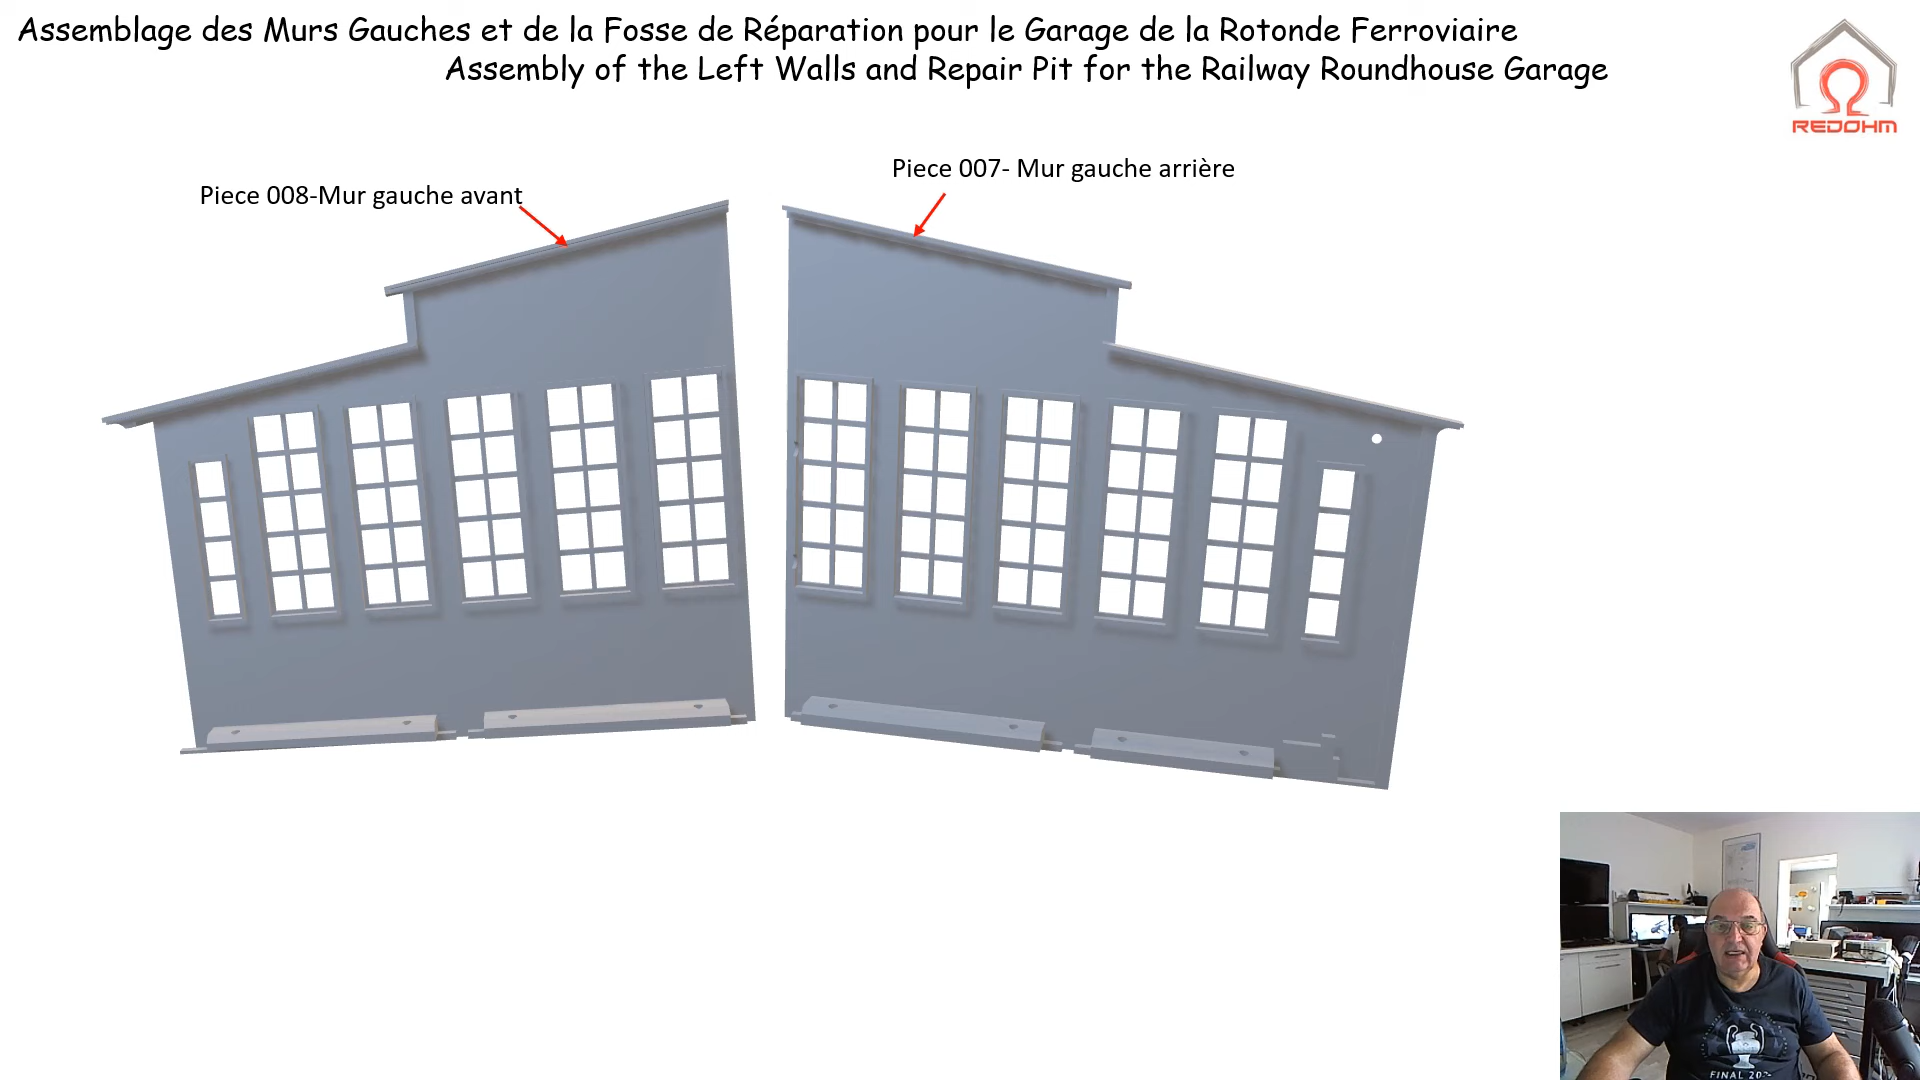 Assemblage des Murs Gauches et de la Fosse de Réparation pour le Garage de la Rotonde Ferroviaire
Assembly of the Left Walls and Repair Pit for the Railway Roundhouse Garage
REDOHM
Piece 007- Mur gauche arrière
Piece 008-Mur gauche avant
FINAL